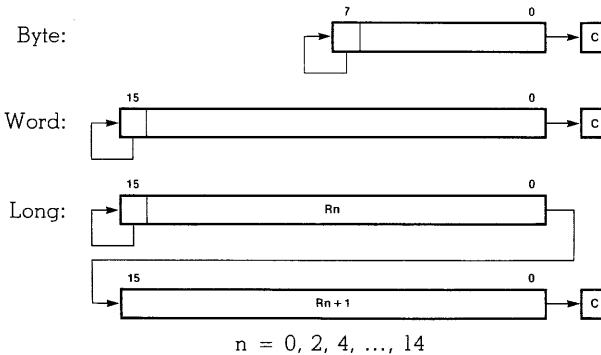 7 0
Byte: C
15 0
Word: C
15 0
Long: Rn
15 0
Rn + 1 C
n = 0, 2, 4, ..., 14